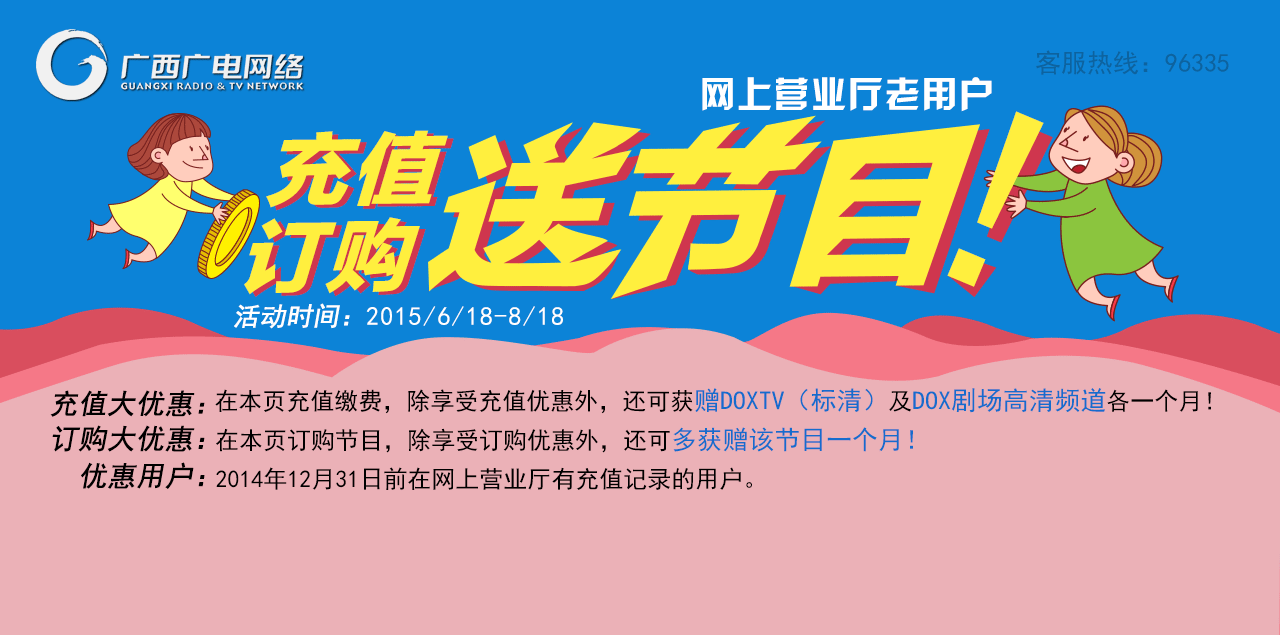 广西广电网络
GUANGXI RADIO & TV NETWORK
客服热线：96335
网上营业厅老用户
充值
订购
送节目！
活动时间：2015/6/18-8/18
充值大优惠：在本页充值缴费，除享受充值优惠外，还可获赠DOXTV（标清）及DOX剧场高清频道各一个月！
订购大优惠：在本页订购节目，除享受订购优惠外，还可多获赠该节目一个月！
优惠用户：2014年12月31日前在网上营业厅有充值记录的用户。